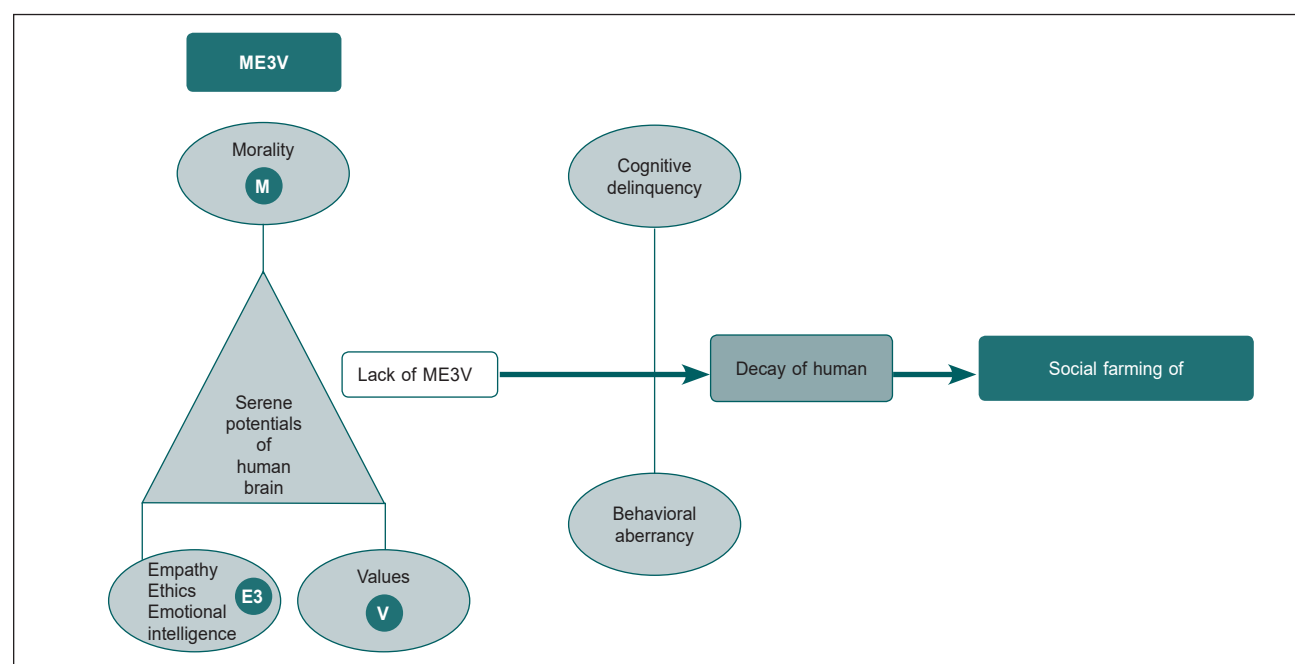 ME3V
Morality
M
Serene
potentials
of
human
brain
Empathy
Ethics
Emotional
intelligence
E3
Values
V
Lack of ME3V
Cognitive
delinquency
Behavioral
aberrancy
Decay of human
Social farming of